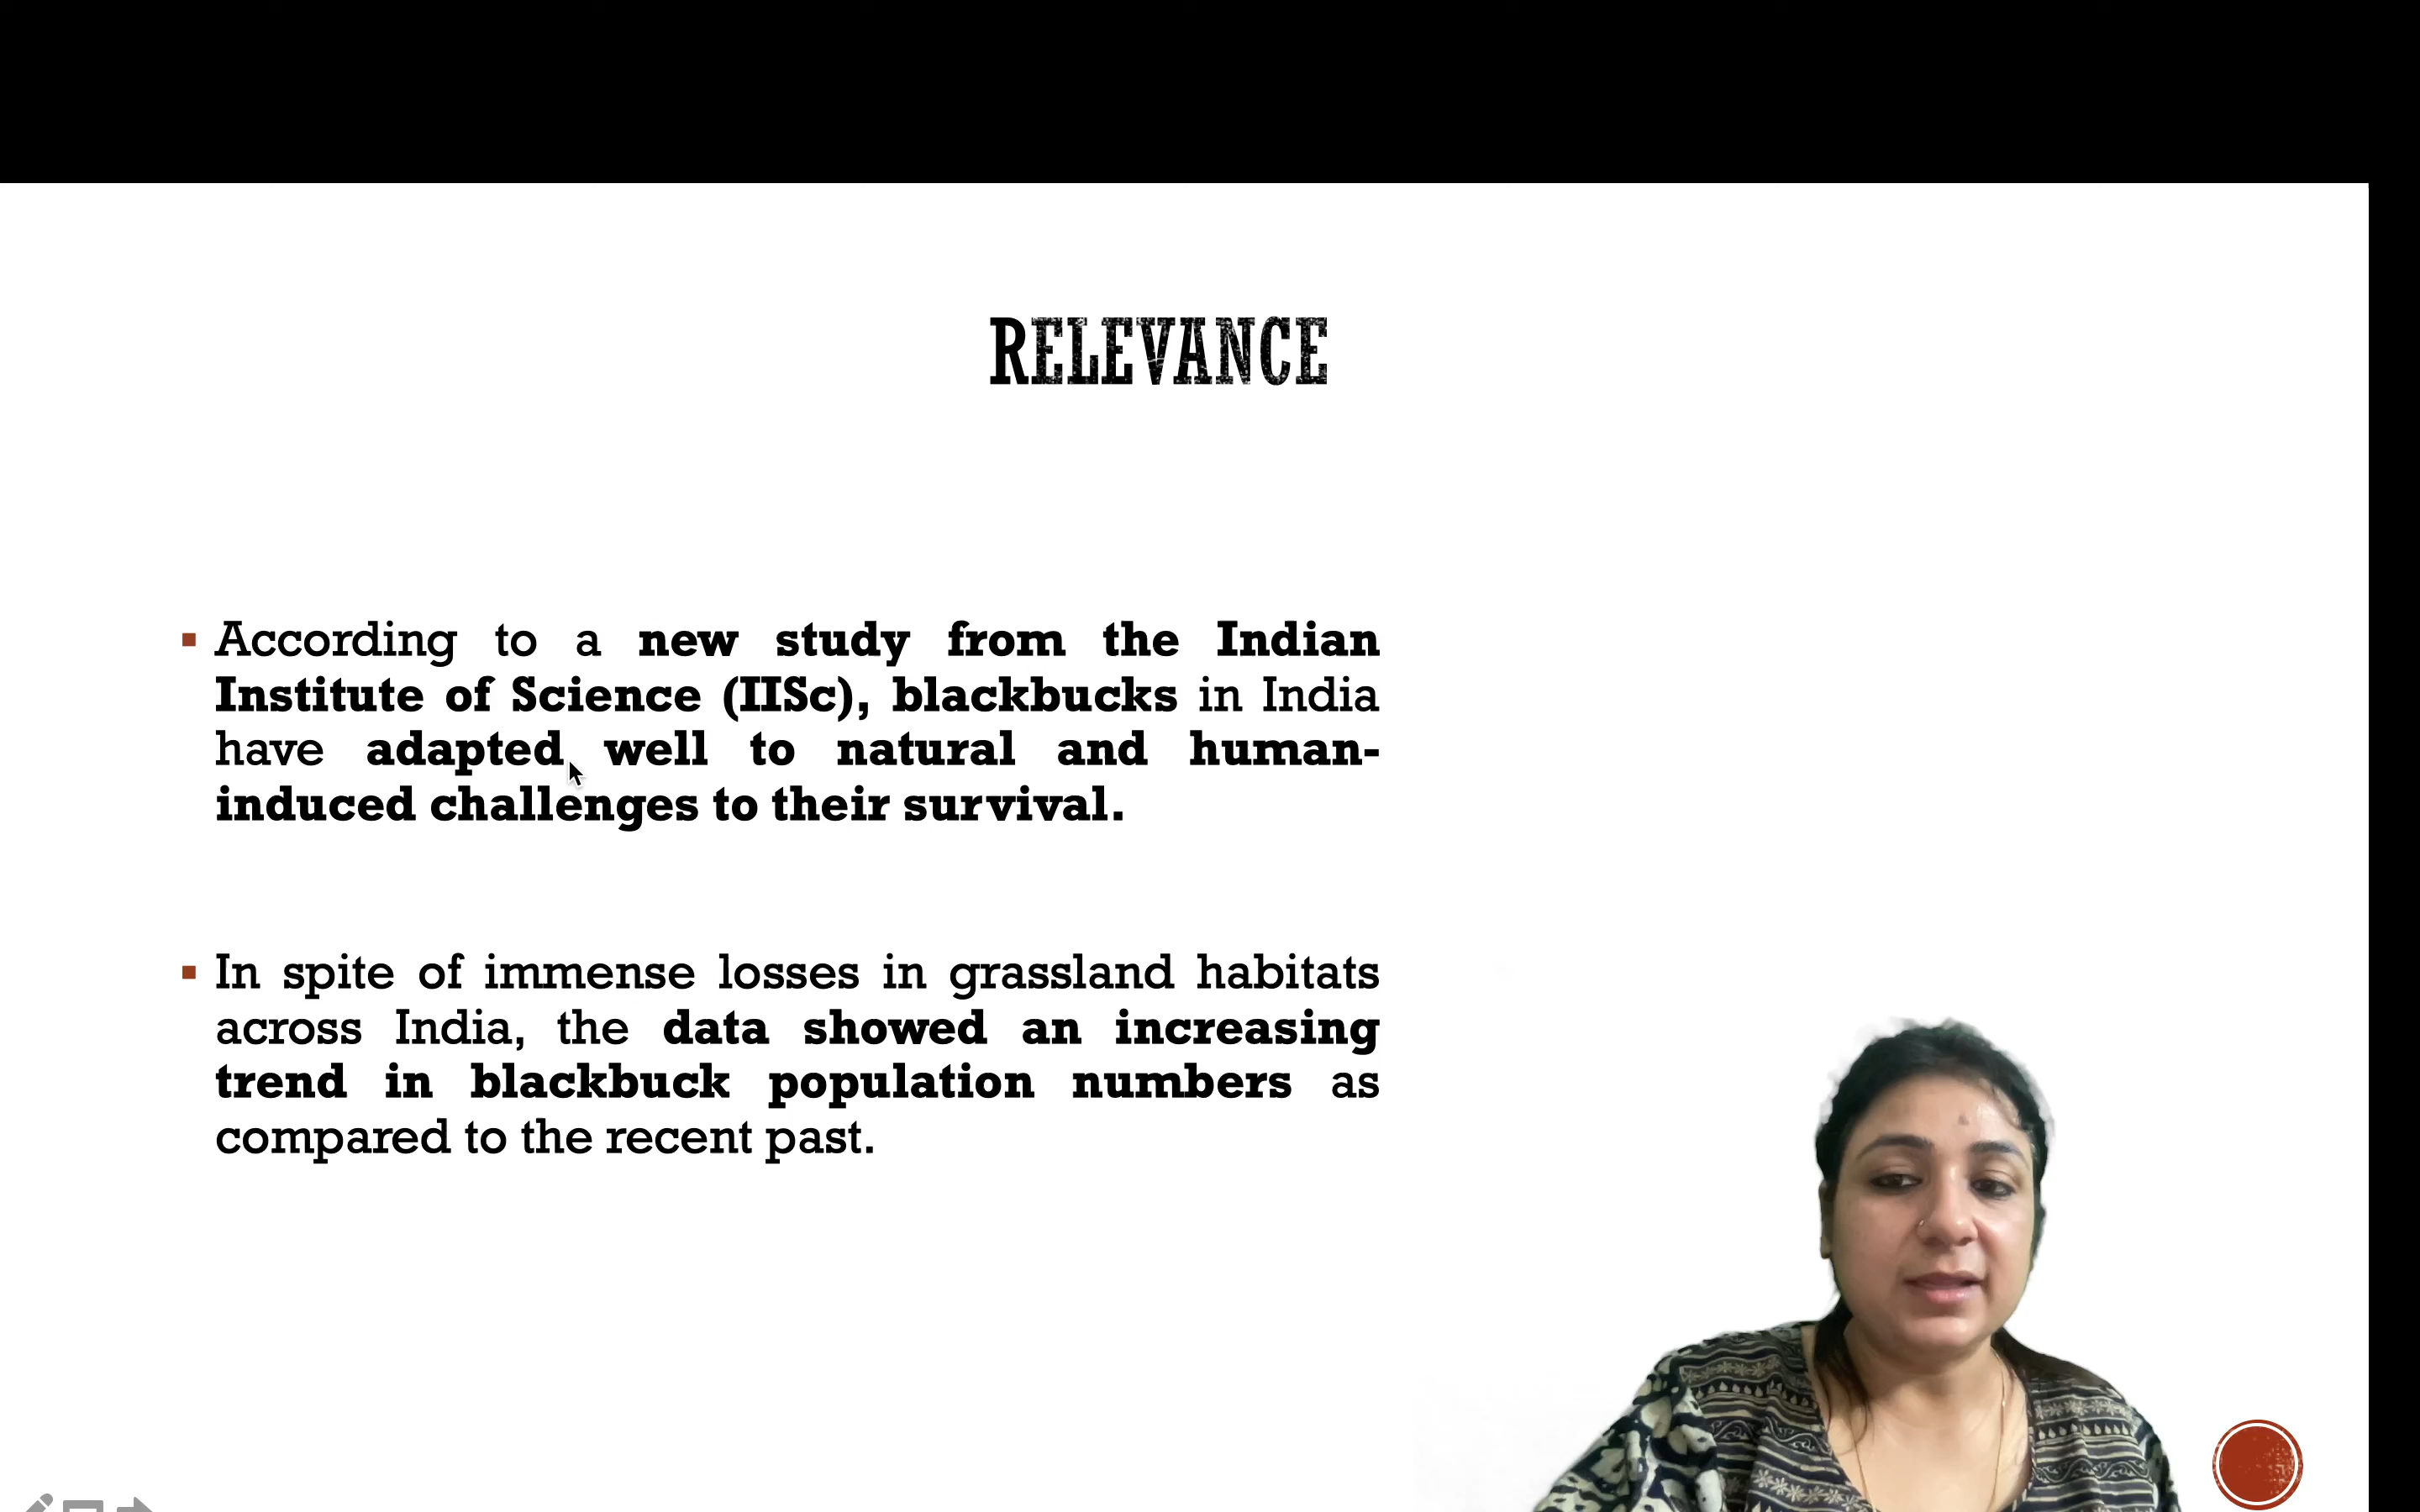 RELEVANCE
▪ According to a new study from the Indian
Institute of Science (IISc), blackbucks in India
have adapted well to natural and human-
induced challenges to their survival.
▪ In spite of immense losses in grassland habitats
across India, the data showed an increasing
trend in blackbuck population numbers as
compared to the recent past.